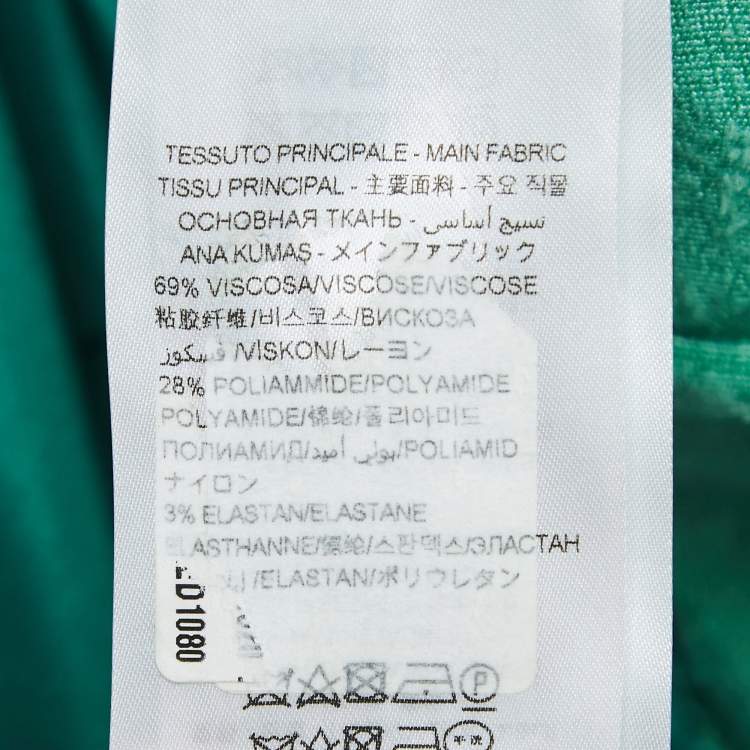 TESSUTO PRINCIPALE - MAIN FABRIC
TISSU PRINCIPAL - 主要面料 - 주요 직물
ОСНОВНАЯ ТКАНЬ - نسيج أساسي
ANA KUMAŞ - メインファブリック
69% VISCOSA/VISCOSE/VISCOSE
粘胶纤维/비스코스/ВИСКОЗА
فسكوز /VISKON/レーヨン
28% POLIAMMIDE/POLYAMIDE
POLYAMIDE/锦纶/폴리아미드
ПОЛИАМИД/بولي أميد/POLIAMID
ナイロン
3% ELASTAN/ELASTANE
ELASTHANNE/氨纶/스판덱스/ЭЛАСТАН
/ELASTAN/ポリウレタン
D1080
P